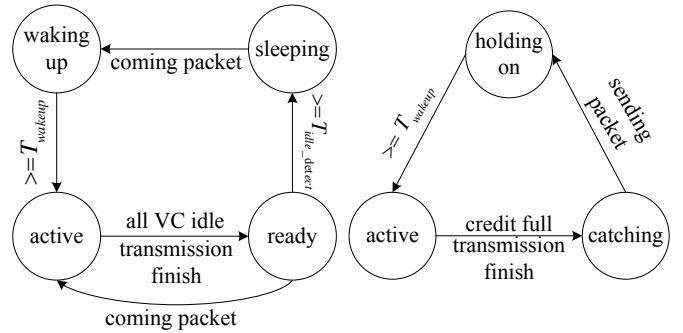 waking
up
coming packet
sleeping
>=T_wakeup
>=T_idle_detect
active
all VC idle
transmission
finish
ready
coming packet
holding
on
>= T_wakeup
sending
packet
active
credit full
transmission
finish
catching